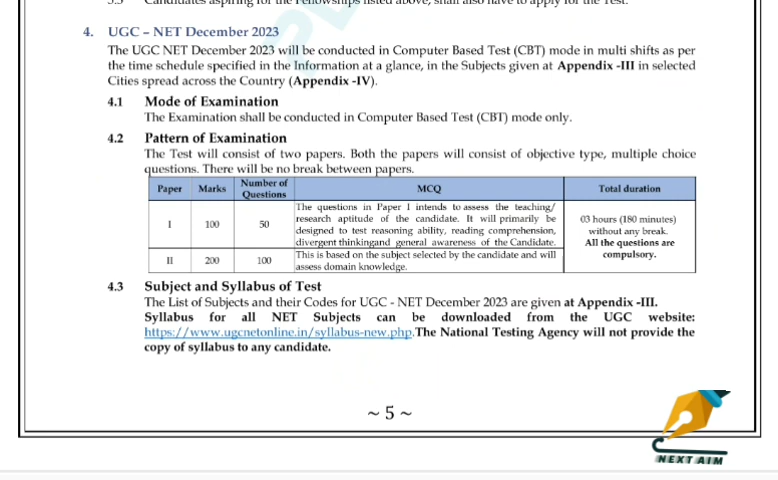 3.3 Candidates aspiring for the Fellowships listed above, shall also have to apply for the Test.
4. UGC – NET December 2023
The UGC NET December 2023 will be conducted in Computer Based Test (CBT) mode in multi shifts as per
the time schedule specified in the Information at a glance, in the Subjects given at Appendix -III in selected
Cities spread across the Country (Appendix -IV).
4.1 Mode of Examination
The Examination shall be conducted in Computer Based Test (CBT) mode only.
4.2 Pattern of Examination
The Test will consist of two papers. Both the papers will consist of objective type, multiple choice
questions. There will be no break between papers.
Paper Marks Number of Questions MCQ Total duration
I 100 50
The questions in Paper I intends to assess the teaching/
research aptitude of the candidate. It will primarily be
designed to test reasoning ability, reading comprehension,
divergent thinkingand general awareness of the Candidate.
II 200 100
This is based on the subject selected by the candidate and will
assess domain knowledge.
03 hours (180 minutes)
without any break.
All the questions are
compulsory.
4.3 Subject and Syllabus of Test
The List of Subjects and their Codes for UGC - NET December 2023 are given at Appendix -III.
Syllabus for all NET Subjects can be downloaded from the UGC website:
https://www.ugcnetonline.in/syllabus-new.php.The National Testing Agency will not provide the
copy of syllabus to any candidate.
~ 5 ~
NEXT AIM